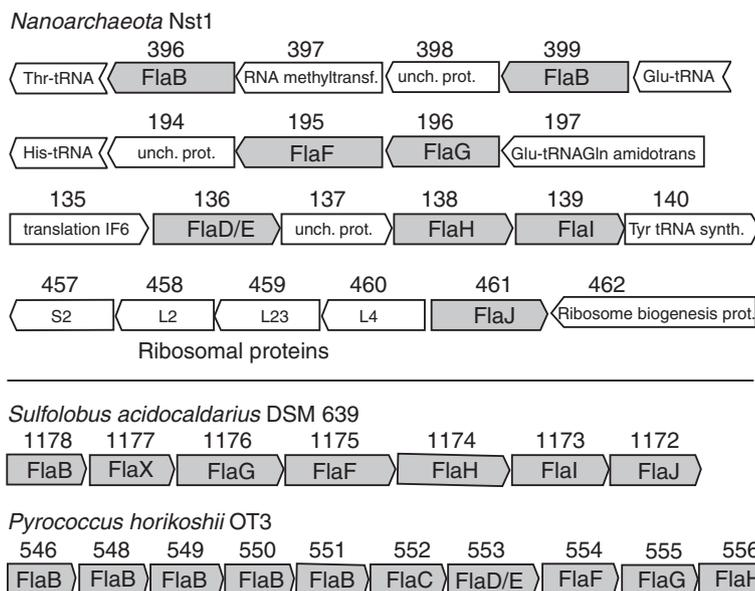 Nanoarchaeota Nst1
396 397 398 399
Thr-tRNA FlaB RNA methyltransf. unch. prot. FlaB Glu-tRNA
194 195 196 197
His-tRNA unch. prot. FlaF FlaG Glu-tRNAGln amidotrans
135 136 137 138 139 140
translation IF6 FlaD/E unch. prot. FlaH FlaI Tyr tRNA synth.
457 458 459 460 461 462
S2 L2 L23 L4 FlaJ Ribosome biogenesis prot.
Ribosomal proteins
Sulfolobus acidocaldarius DSM 639
1178 1177 1176 1175 1174 1173 1172
FlaB FlaX FlaG FlaF FlaH FlaI FlaJ
Pyrococcus horikoshii OT3
546 548 549 550 551 552 553 554 555 556
FlaB FlaB FlaB FlaB FlaB FlaC FlaD/E FlaF FlaG FlaH